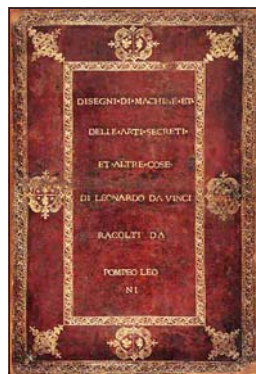 DISEGNI·DI·MACHINE·ET·
DELLE·ARTI·SECRETI·
ET·ALTRE·COSE·
DI LEONARDO DA VINCI
RACOLTI DA
POMPEO LEO
NI